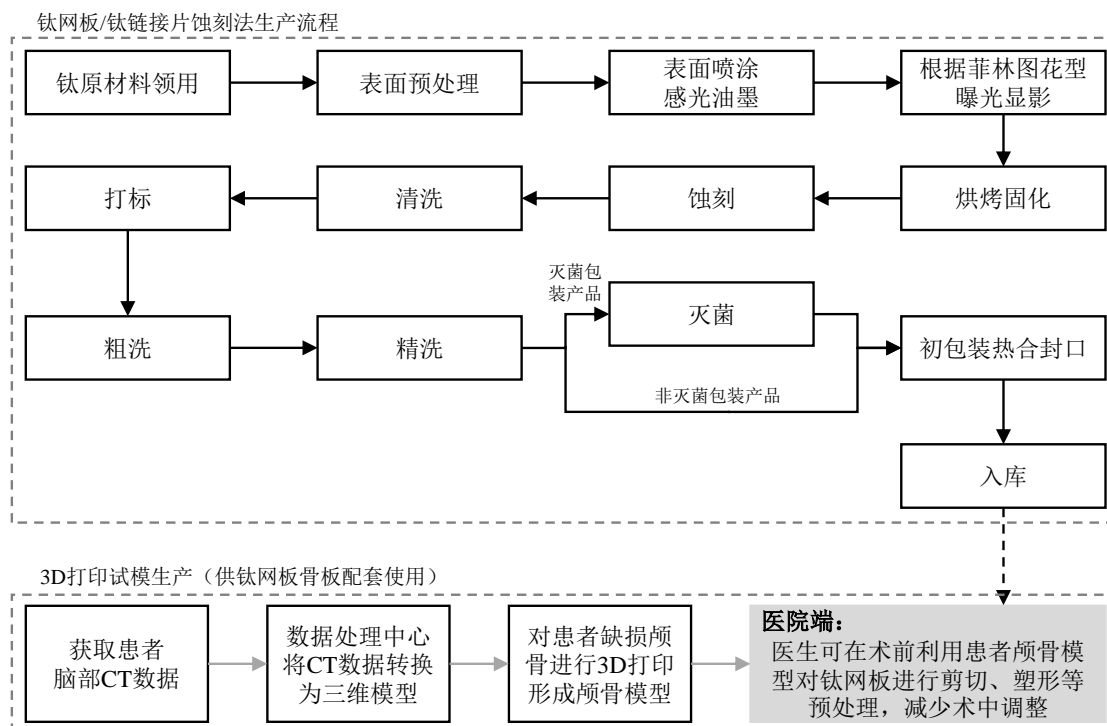 钛网板/钛链接片蚀刻法生产流程
钛原材料领用
表面预处理
表面喷涂
感光油墨
根据菲林图花型
曝光显影
打标
清洗
蚀刻
烘烤固化
灭菌包
装产品
灭菌
粗洗
精洗
初包装热合封口
非灭菌包装产品
入库
3D打印试模生产（供钛网板骨板配套使用）
获取患者
脑部CT数据
数据处理中心
将CT数据转换
为三维模型
对患者缺损颅
骨进行3D打印
形成颅骨模型
医院端：
医生可在术前利用患者颅骨模
型对钛网板进行剪切、塑形等
预处理，减少术中调整